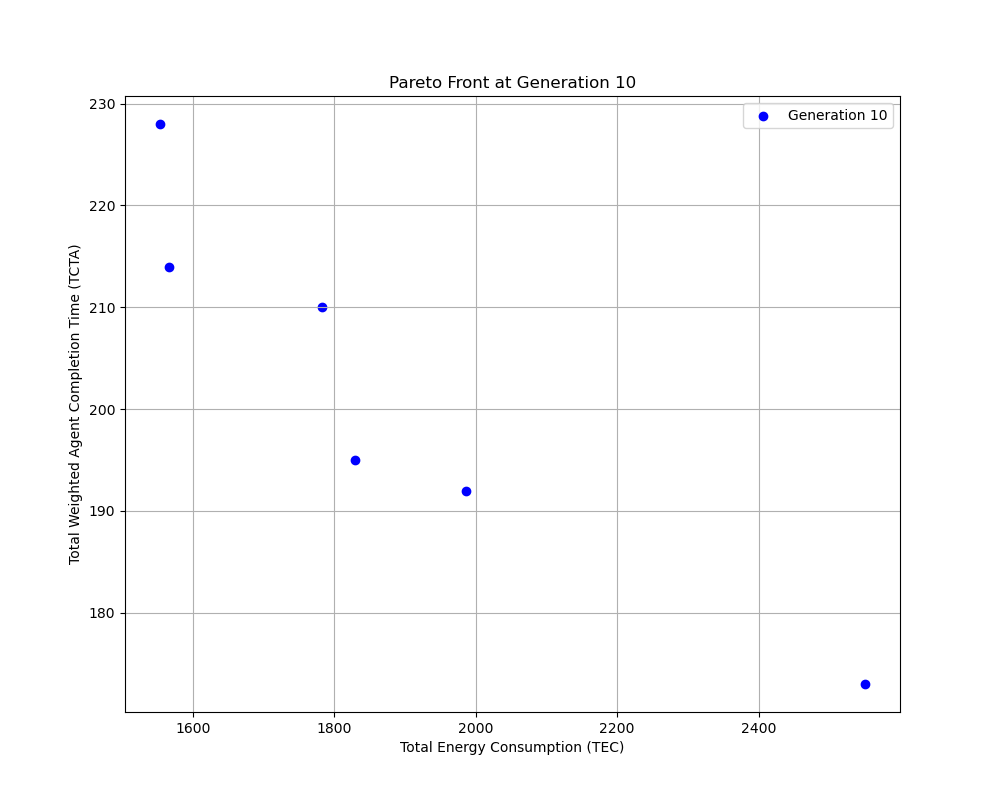 Pareto Front at Generation 10
Generation 10
230
220
210
200
190
180
Total Weighted Agent Completion Time (TCTA)
1600 1800 2000 2200 2400
Total Energy Consumption (TEC)